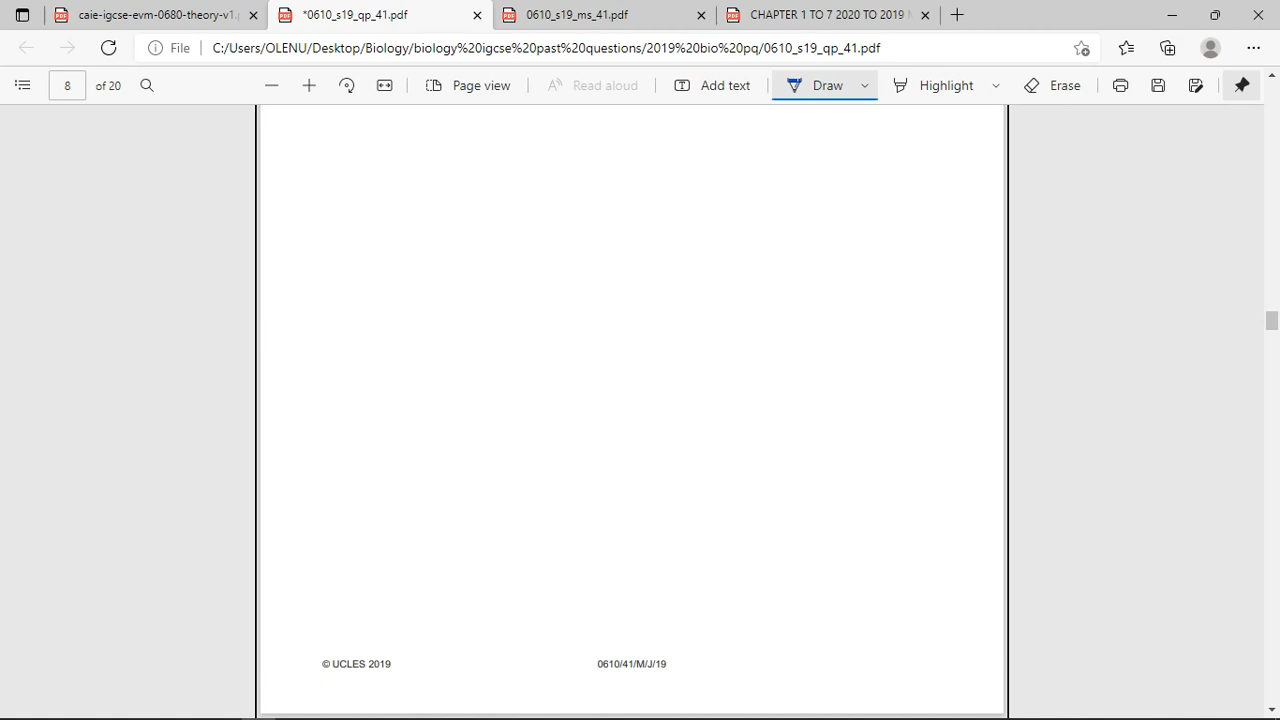 caie-igcse-evm-0680-theory-v1.p
*0610_s19_qp_41.pdf
0610_s19_ms_41.pdf
CHAPTER 1 TO 7 2020 TO 2019
File
C:/Users/OLENU/Desktop/Biology/biology%20igcse%20past%20questions/2019%20bio%20pq/0610_s19_qp_41.pdf
8 of 20
Page view
Read aloud
Add text
Draw
Highlight
Erase
© UCLES 2019
0610/41/M/J/19